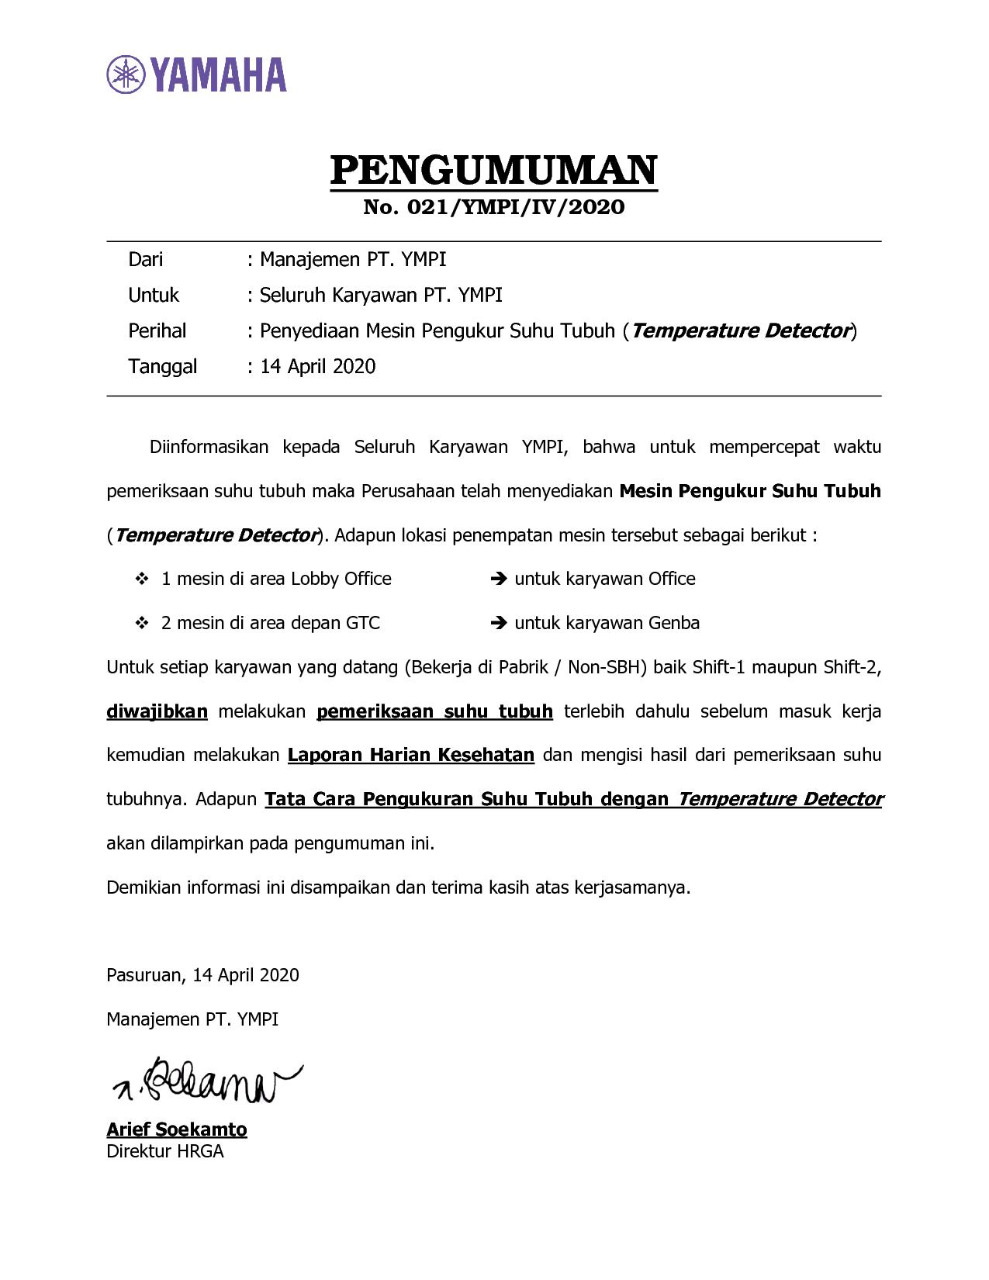 YAMAHA
PENGUMUMAN
No. 021/YMPI/IV/2020
Dari : Manajemen PT. YMPI
Untuk : Seluruh Karyawan PT. YMPI
Perihal : Penyediaan Mesin Pengukur Suhu Tubuh (Temperature Detector)
Tanggal : 14 April 2020
Diinformasikan kepada Seluruh Karyawan YMPI, bahwa untuk mempercepat waktu
pemeriksaan suhu tubuh maka Perusahaan telah menyediakan Mesin Pengukur Suhu Tubuh
(Temperature Detector). Adapun lokasi penempatan mesin tersebut sebagai berikut :
❖ 1 mesin di area Lobby Office ➔ untuk karyawan Office
❖ 2 mesin di area depan GTC ➔ untuk karyawan Genba
Untuk setiap karyawan yang datang (Bekerja di Pabrik / Non-SBH) baik Shift-1 maupun Shift-2,
diwajibkan melakukan pemeriksaan suhu tubuh terlebih dahulu sebelum masuk kerja
kemudian melakukan Laporan Harian Kesehatan dan mengisi hasil dari pemeriksaan suhu
tubuhnya. Adapun Tata Cara Pengukuran Suhu Tubuh dengan Temperature Detector
akan dilampirkan pada pengumuman ini.
Demikian informasi ini disampaikan dan terima kasih atas kerjasamanya.
Pasuruan, 14 April 2020
Manajemen PT. YMPI
Arief Soekamto
Direktur HRGA